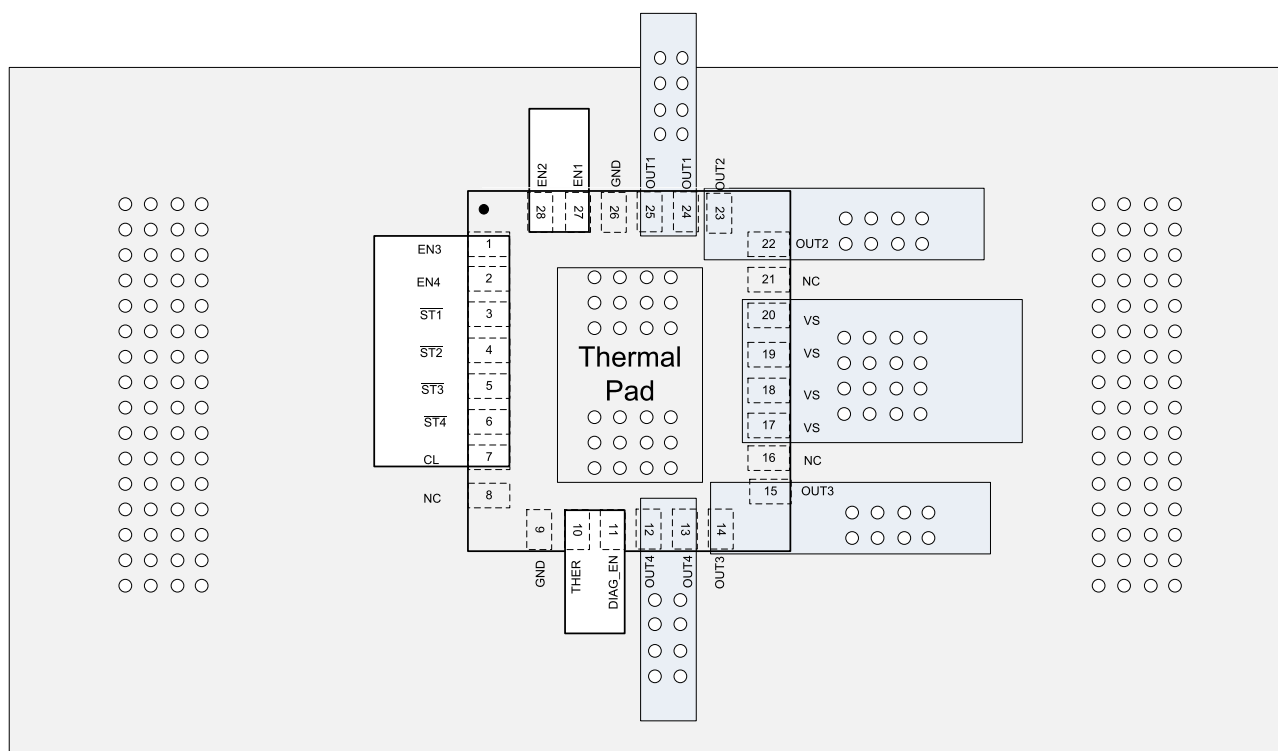 EN2
EN1
GND
OUT1
OUT1
OUT2
28
27
26
25
24
23
EN3 1
EN4 2
ST1 3
ST2 4
ST3 5
ST4 6
CL 7
NC 8
22 OUT2
21 NC
20 VS
19 VS
18 VS
17 VS
16 NC
15 OUT3
Thermal
Pad
9
10
11
12
13
14
GND
THER
DIAG_EN
OUT4
OUT4
OUT3